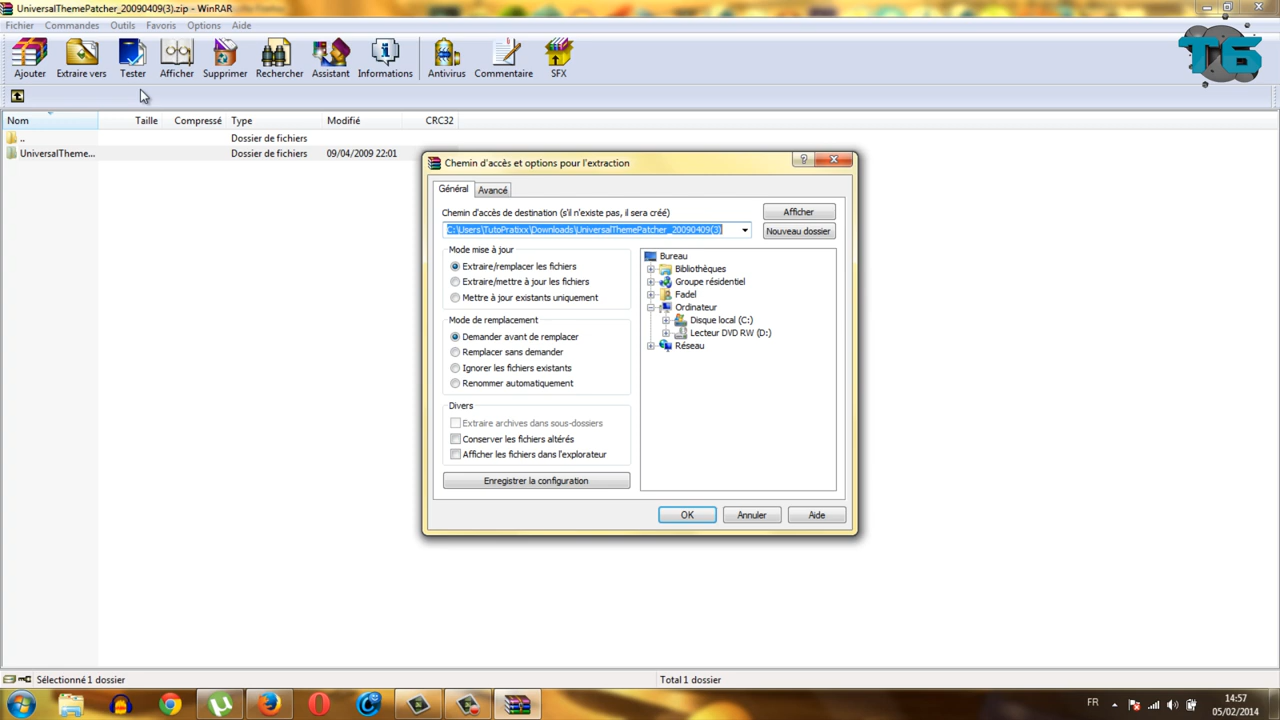 UniversalThemePatcher_20090409(3).zip - WinRAR
Fichier Commandes Outils Favoris Options Aide
T6
Ajouter Extraire vers Tester Afficher Supprimer Rechercher Assistant Informations Antivirus Commentaire SFX
Nom Taille Compressé Type Modifié CRC32
.. Dossier de fichiers
UniversalTheme... Dossier de fichiers 09/04/2009 22:01
Chemin d'accès et options pour l'extraction
Général Avancé
Chemin d'accès de destination (s'il n'existe pas, il sera créé)
Afficher
C:\Users\TutoPratixx\Downloads\UniversalThemePatcher_20090409(3)
Nouveau dossier
Mode mise à jour
Extraire/remplacer les fichiers
Extraire/mettre à jour les fichiers
Mettre à jour existants uniquement
Mode de remplacement
Demander avant de remplacer
Remplacer sans demander
Ignorer les fichiers existants
Renommer automatiquement
Divers
Extraire archives dans sous-dossiers
Conserver les fichiers altérés
Afficher les fichiers dans l'explorateur
Enregistrer la configuration
Bureau
Bibliothèques
Groupe résidentiel
Fadel
Ordinateur
Disque local (C:)
Lecteur DVD RW (D:)
Réseau
OK Annuler Aide
Sélectionné 1 dossier
Total 1 dossier
FR
14:57
05/02/2014